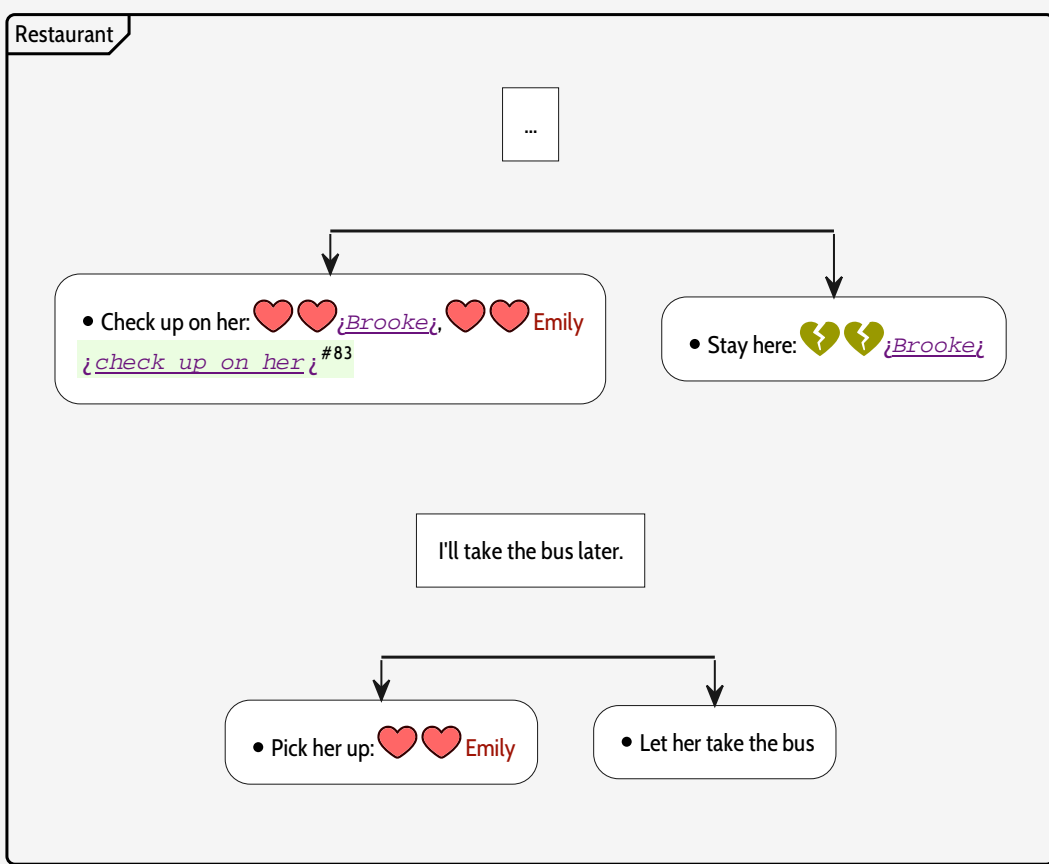 Restaurant
...
• Check up on her: ¿Brooke¿, Emily
¿check up on her¿#83
• Stay here: ¿Brooke¿
I'll take the bus later.
• Pick her up: Emily
• Let her take the bus